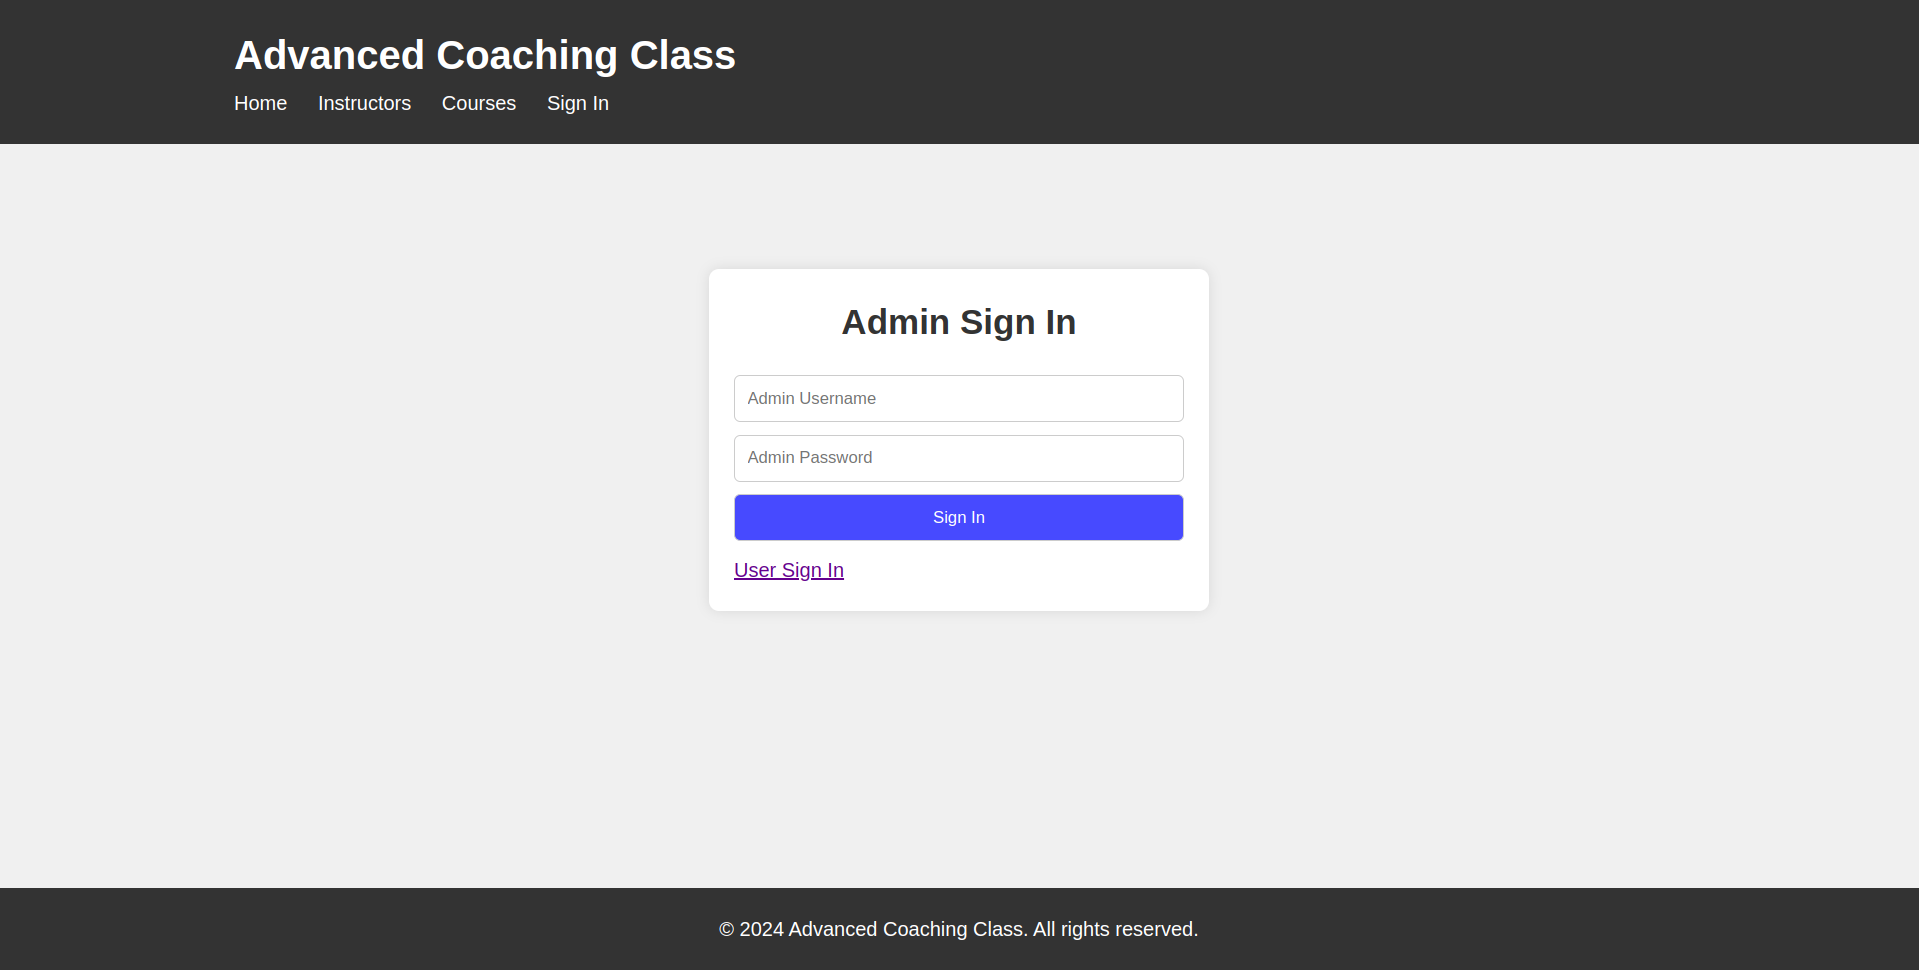 Advanced Coaching Class
Home Instructors Courses Sign In
Admin Sign In
Admin Username
Admin Password
Sign In
User Sign In
© 2024 Advanced Coaching Class. All rights reserved.